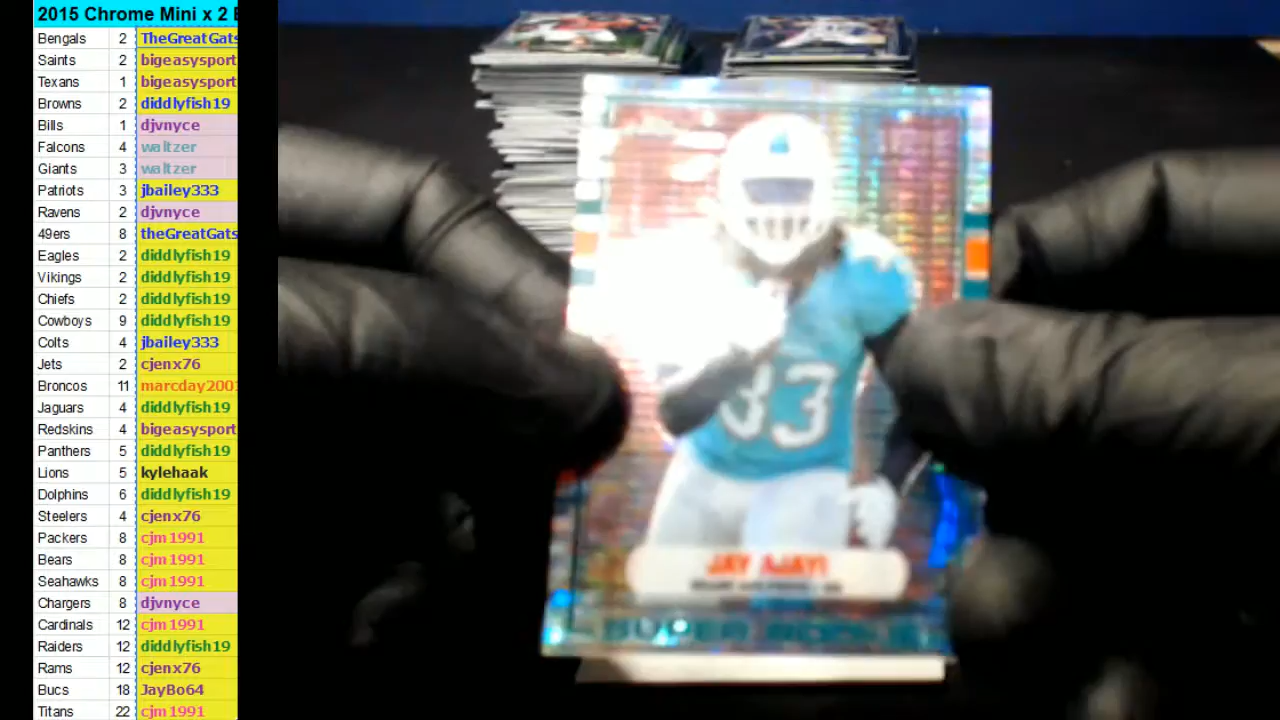 2015 Chrome Mini x 2 B
Bengals 2 TheGreatGats
Saints 2 bigeasysport
Texans 1 bigeasysport
Browns 2 diddlyfish19
Bills 1 djvnyce
Falcons 4 waltzer
Giants 3 waltzer
Patriots 3 jbailey333
Ravens 2 djvnyce
49ers 8 theGreatGats
Eagles 2 diddlyfish19
Vikings 2 diddlyfish19
Chiefs 2 diddlyfish19
Cowboys 9 diddlyfish19
Colts 4 jbailey333
Jets 2 cjenx76
Broncos 11 marcday2001
Jaguars 4 diddlyfish19
Redskins 4 bigeasysport
Panthers 5 diddlyfish19
Lions 5 kylehaak
Dolphins 6 diddlyfish19
Steelers 4 cjenx76
Packers 8 cjm1991
Bears 8 cjm1991
Seahawks 8 cjm1991
Chargers 8 djvnyce
Cardinals 12 cjm1991
Raiders 12 diddlyfish19
Rams 12 cjenx76
Bucs 18 JayBo64
Titans 22 cjm1991
33
JAY AJAYI
SUPER